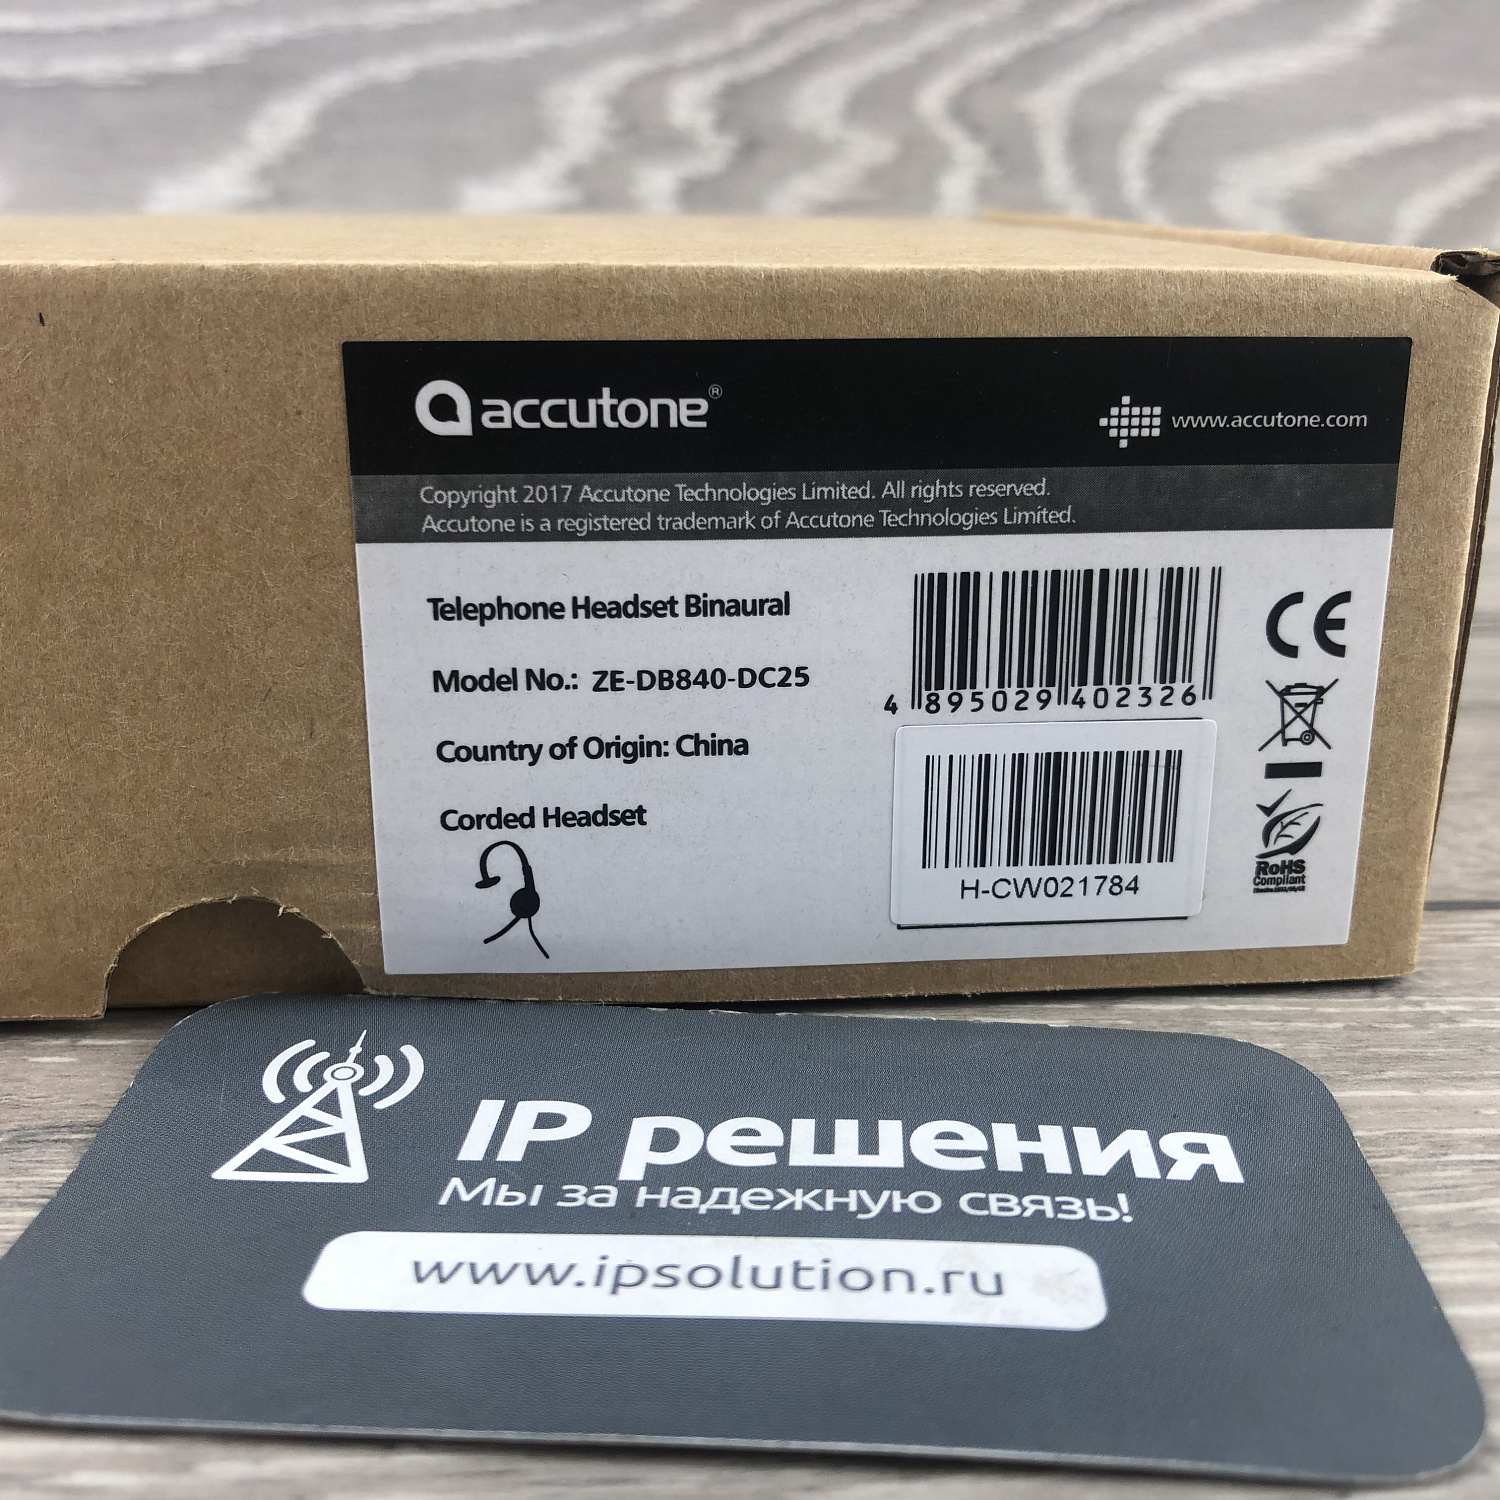 accutone®
www.accutone.com
Copyright 2017 Accutone Technologies Limited. All rights reserved.
Accutone is a registered trademark of Accutone Technologies Limited.
Telephone Headset Binaural
Model No.: ZE-DB840-DC25
Country of Origin: China
Corded Headset
4 895029 402326
H-CW021784
CE
RoHS
Compliant
IP решения
Мы за надежную связь!
www.ipsolution.ru